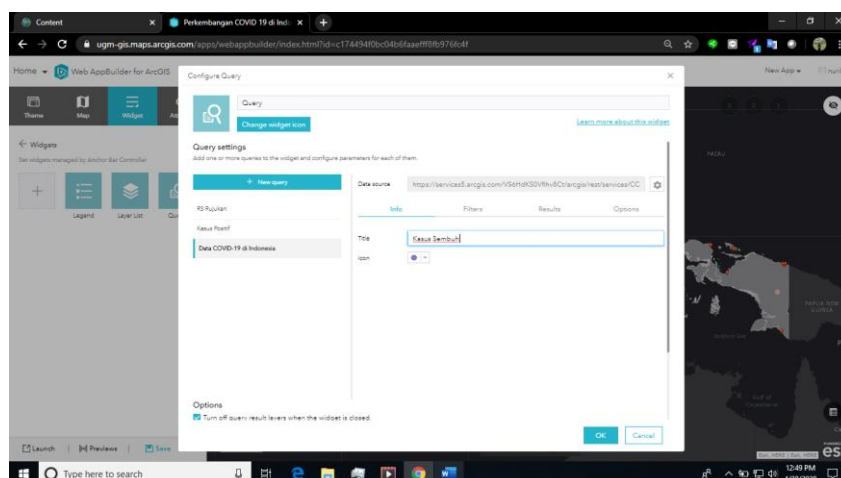 Content
Perkembangan COVID 19 di Ind
ugm-gis.maps.arcgis.com/apps/webappbuilder/index.html?id=c174494f0bc04b6faaefff8fb976fc4f
Home
Web AppBuilder for ArcGIS
New App
Theme
Map
Widget
Configure Query
Query
Change widget icon
Learn more about this widget
Widgets
Set widgets managed by Anchor Bar Controller
Legend
Layer List
Query settings
Add one or more queries to the widget and configure parameters for each of them.
+ New query
RS Rujukan
Kasus Positif
Data COVID-19 di Indonesia
Data source
Info
Filters
Results
Options
Title
Kasus Sembuh
Icon
Options
Turn off query result layers when the widget is closed.
OK
Cancel
PALAU
PAPUA NEW
GUINEA
Launch
Previews
Save
Type here to search
12:49 PM